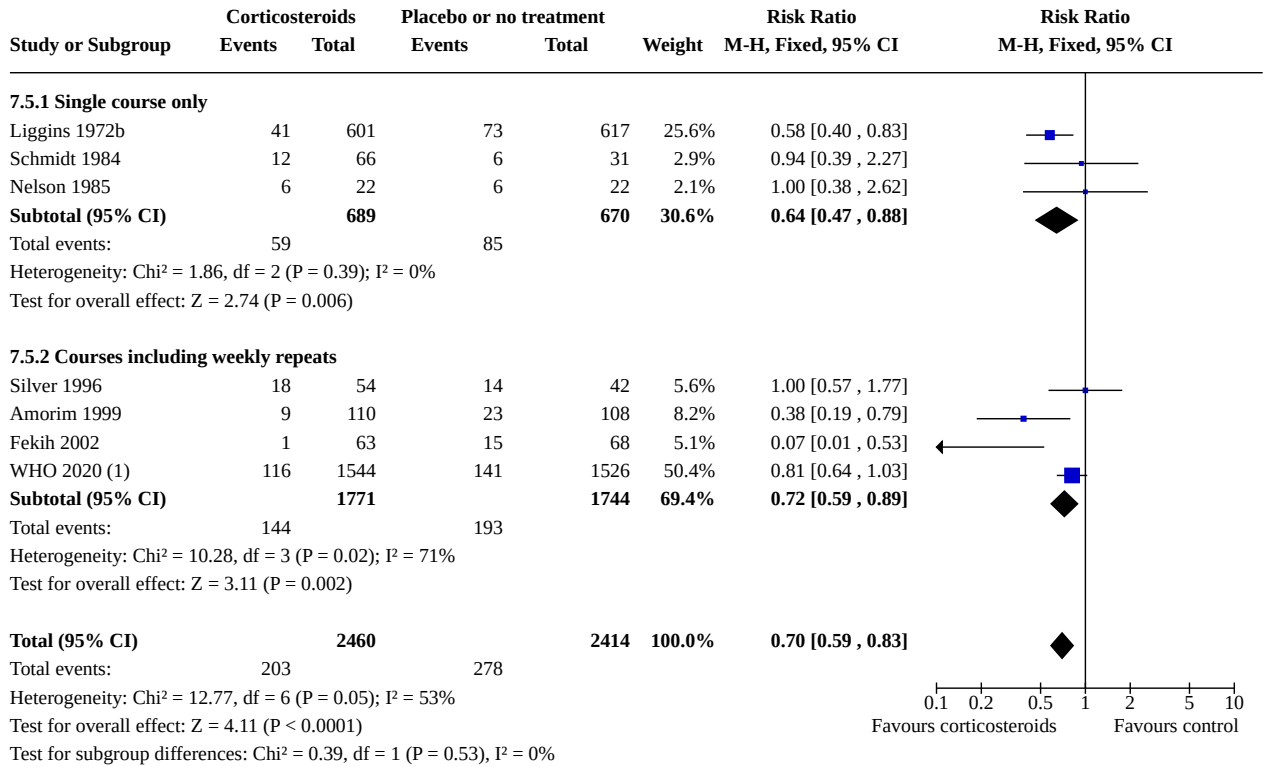 Corticosteroids Placebo or no treatment Risk Ratio Risk Ratio
Study or Subgroup Events Total Events Total Weight M-H, Fixed, 95% CI M-H, Fixed, 95% CI
7.5.1 Single course only
Liggins 1972b 41 601 73 617 25.6% 0.58 [0.40 , 0.83]
Schmidt 1984 12 66 6 31 2.9% 0.94 [0.39 , 2.27]
Nelson 1985 6 22 6 22 2.1% 1.00 [0.38 , 2.62]
Subtotal (95% CI) 689 670 30.6% 0.64 [0.47 , 0.88]
Total events: 59 85
Heterogeneity: Chi² = 1.86, df = 2 (P = 0.39); I² = 0%
Test for overall effect: Z = 2.74 (P = 0.006)
7.5.2 Courses including weekly repeats
Silver 1996 18 54 14 42 5.6% 1.00 [0.57 , 1.77]
Amorim 1999 9 110 23 108 8.2% 0.38 [0.19 , 0.79]
Fekih 2002 1 63 15 68 5.1% 0.07 [0.01 , 0.53]
WHO 2020 (1) 116 1544 141 1526 50.4% 0.81 [0.64 , 1.03]
Subtotal (95% CI) 1771 1744 69.4% 0.72 [0.59 , 0.89]
Total events: 144 193
Heterogeneity: Chi² = 10.28, df = 3 (P = 0.02); I² = 71%
Test for overall effect: Z = 3.11 (P = 0.002)
Total (95% CI) 2460 2414 100.0% 0.70 [0.59 , 0.83]
Total events: 203 278
Heterogeneity: Chi² = 12.77, df = 6 (P = 0.05); I² = 53%
0.1 0.2 0.5 1 2 5 10
Test for overall effect: Z = 4.11 (P < 0.0001)
Favours corticosteroids Favours control
Test for subgroup differences: Chi² = 0.39, df = 1 (P = 0.53), I² = 0%